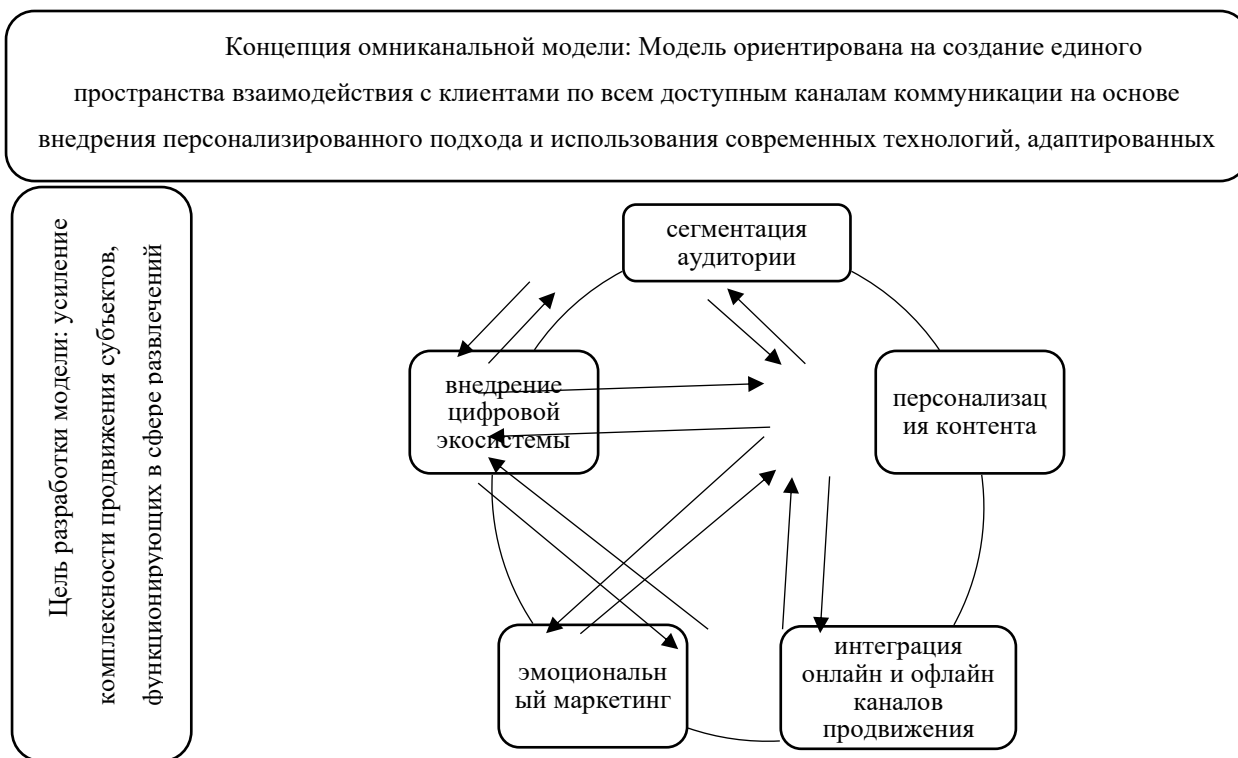 Концепция омниканальной модели: Модель ориентирована на создание единого
пространства взаимодействия с клиентами по всем доступным каналам коммуникации на основе
внедрения персонализированного подхода и использования современных технологий, адаптированных
Цель разработки модели: усиление
комплексности продвижения субъектов,
функционирующих в сфере развлечений
сегментация
аудитории
внедрение
цифровой
экосистемы
персонализац
ия контента
эмоциональн
ый маркетинг
интеграция
онлайн и офлайн
каналов
продвижения